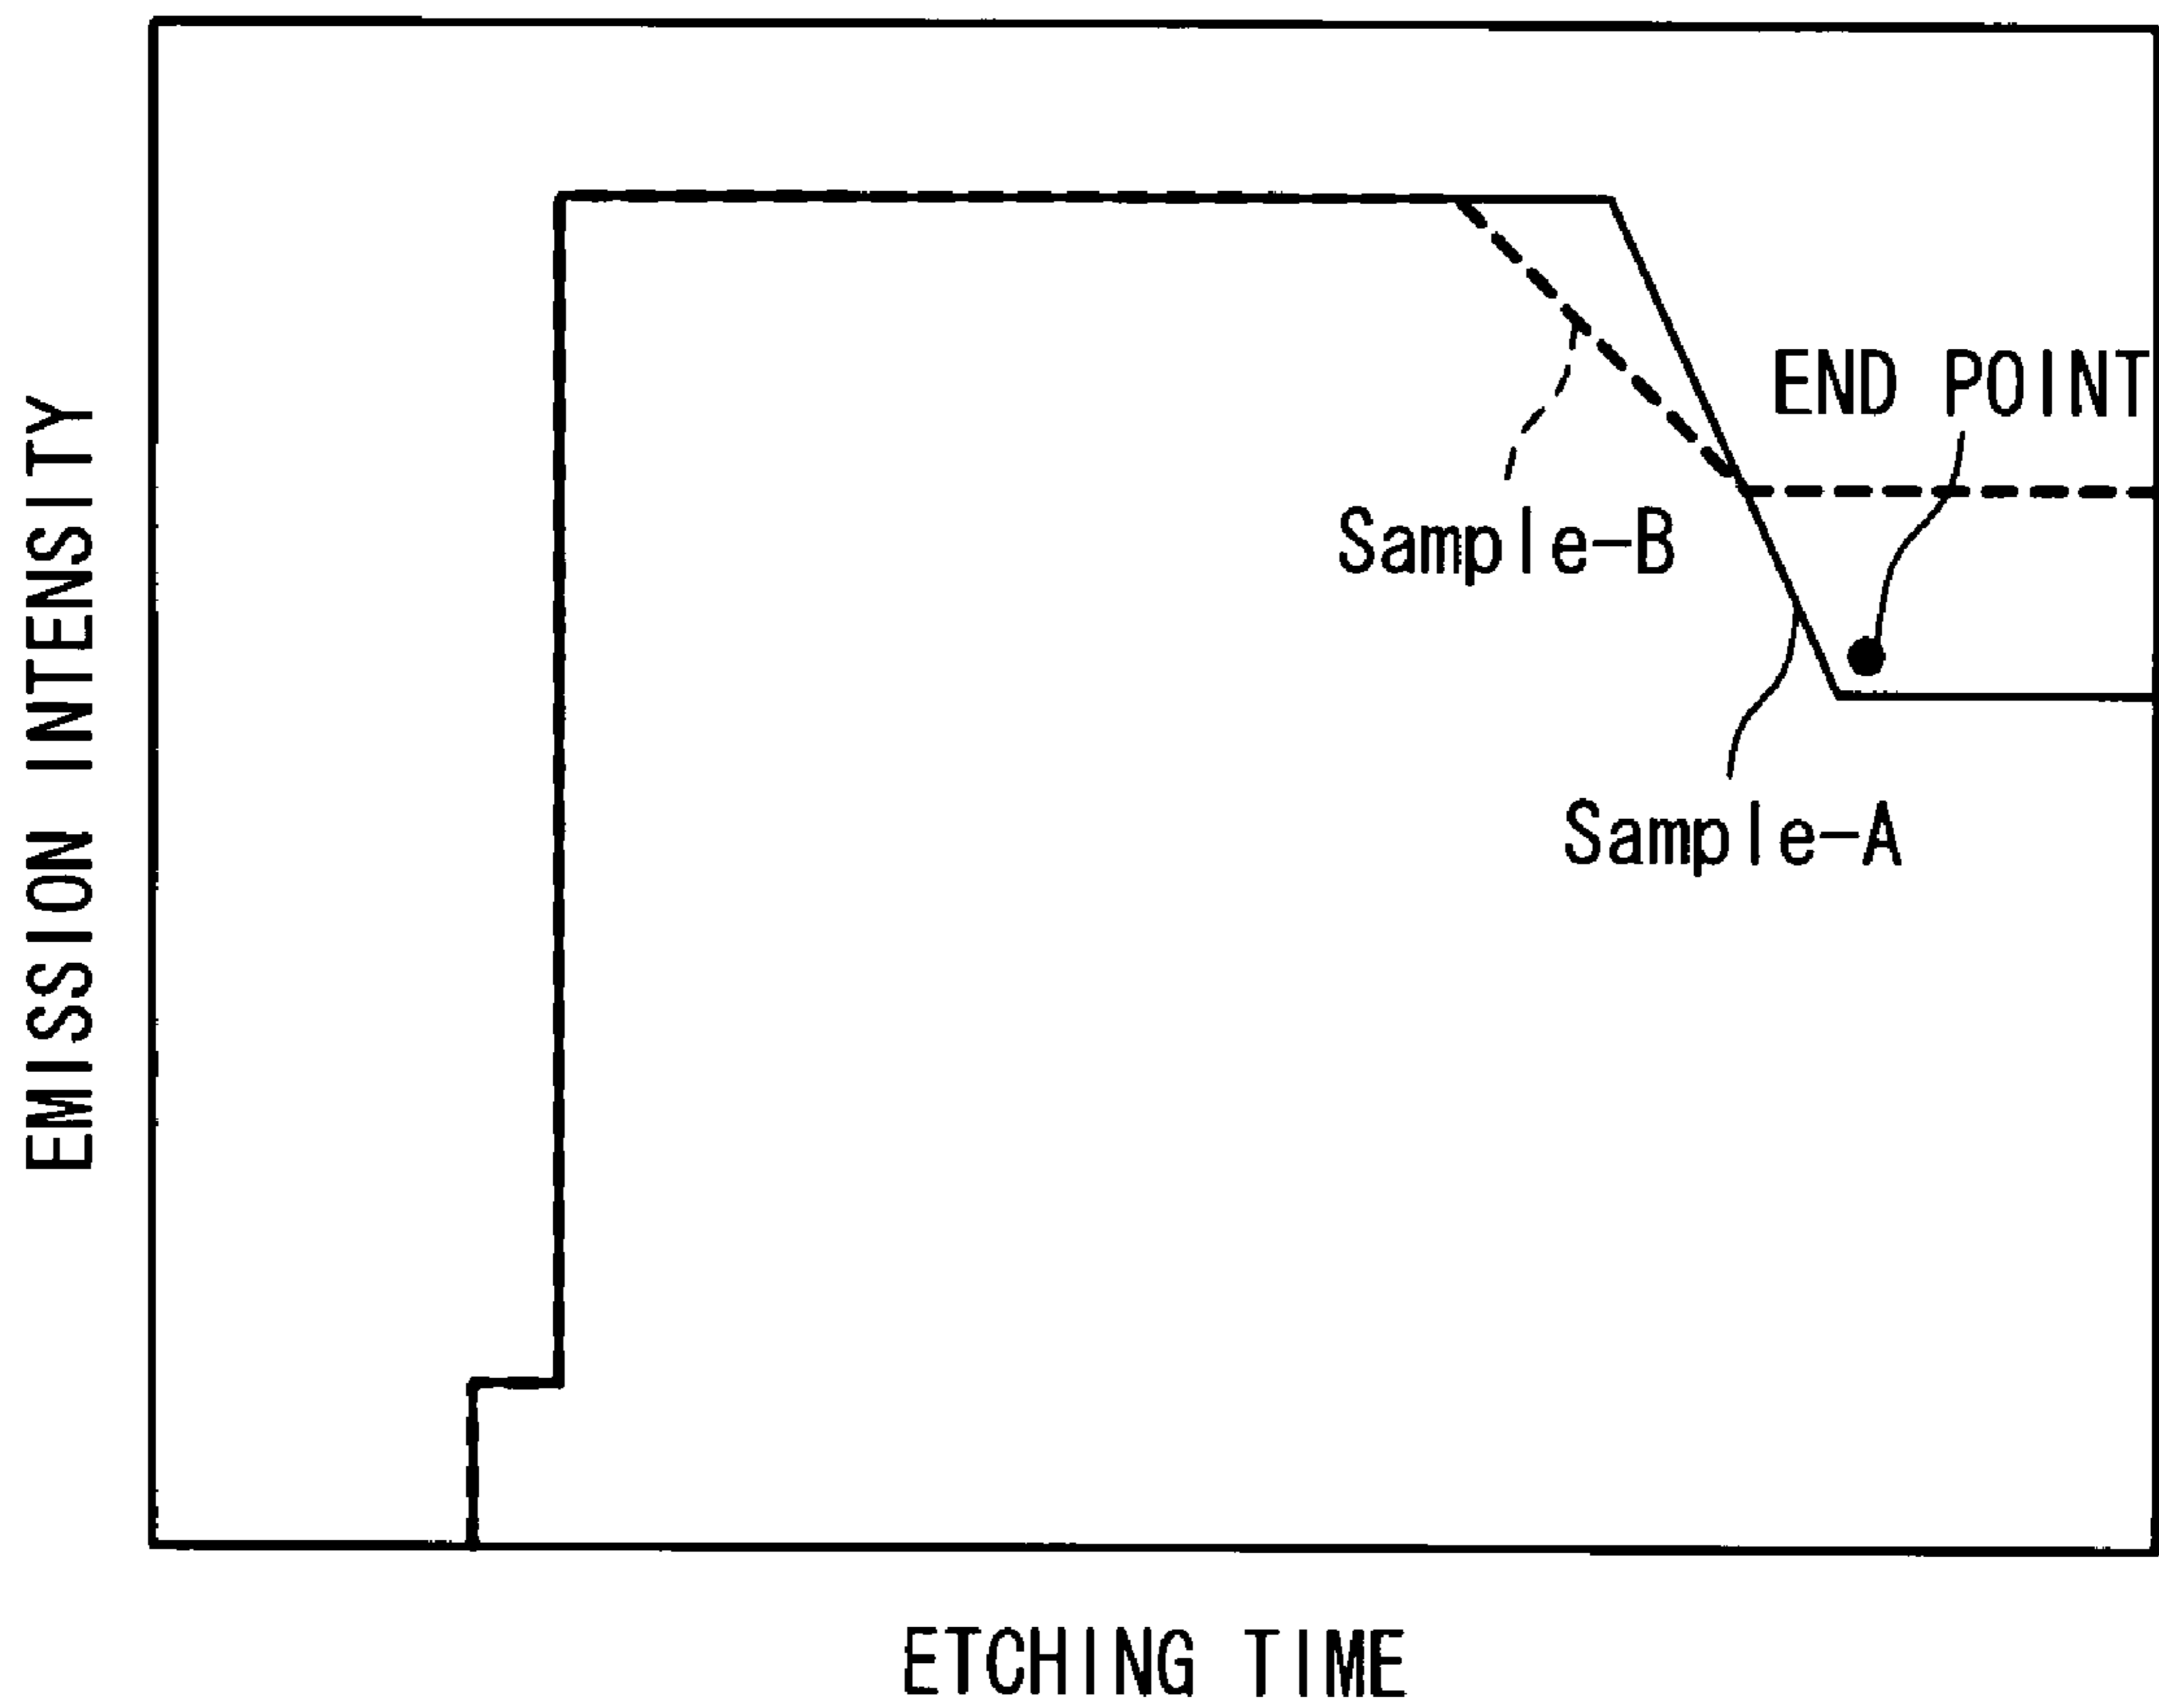 EMISSION INTENSITY
END POINT
Sample-B
Sample-A
ETCHING TIME